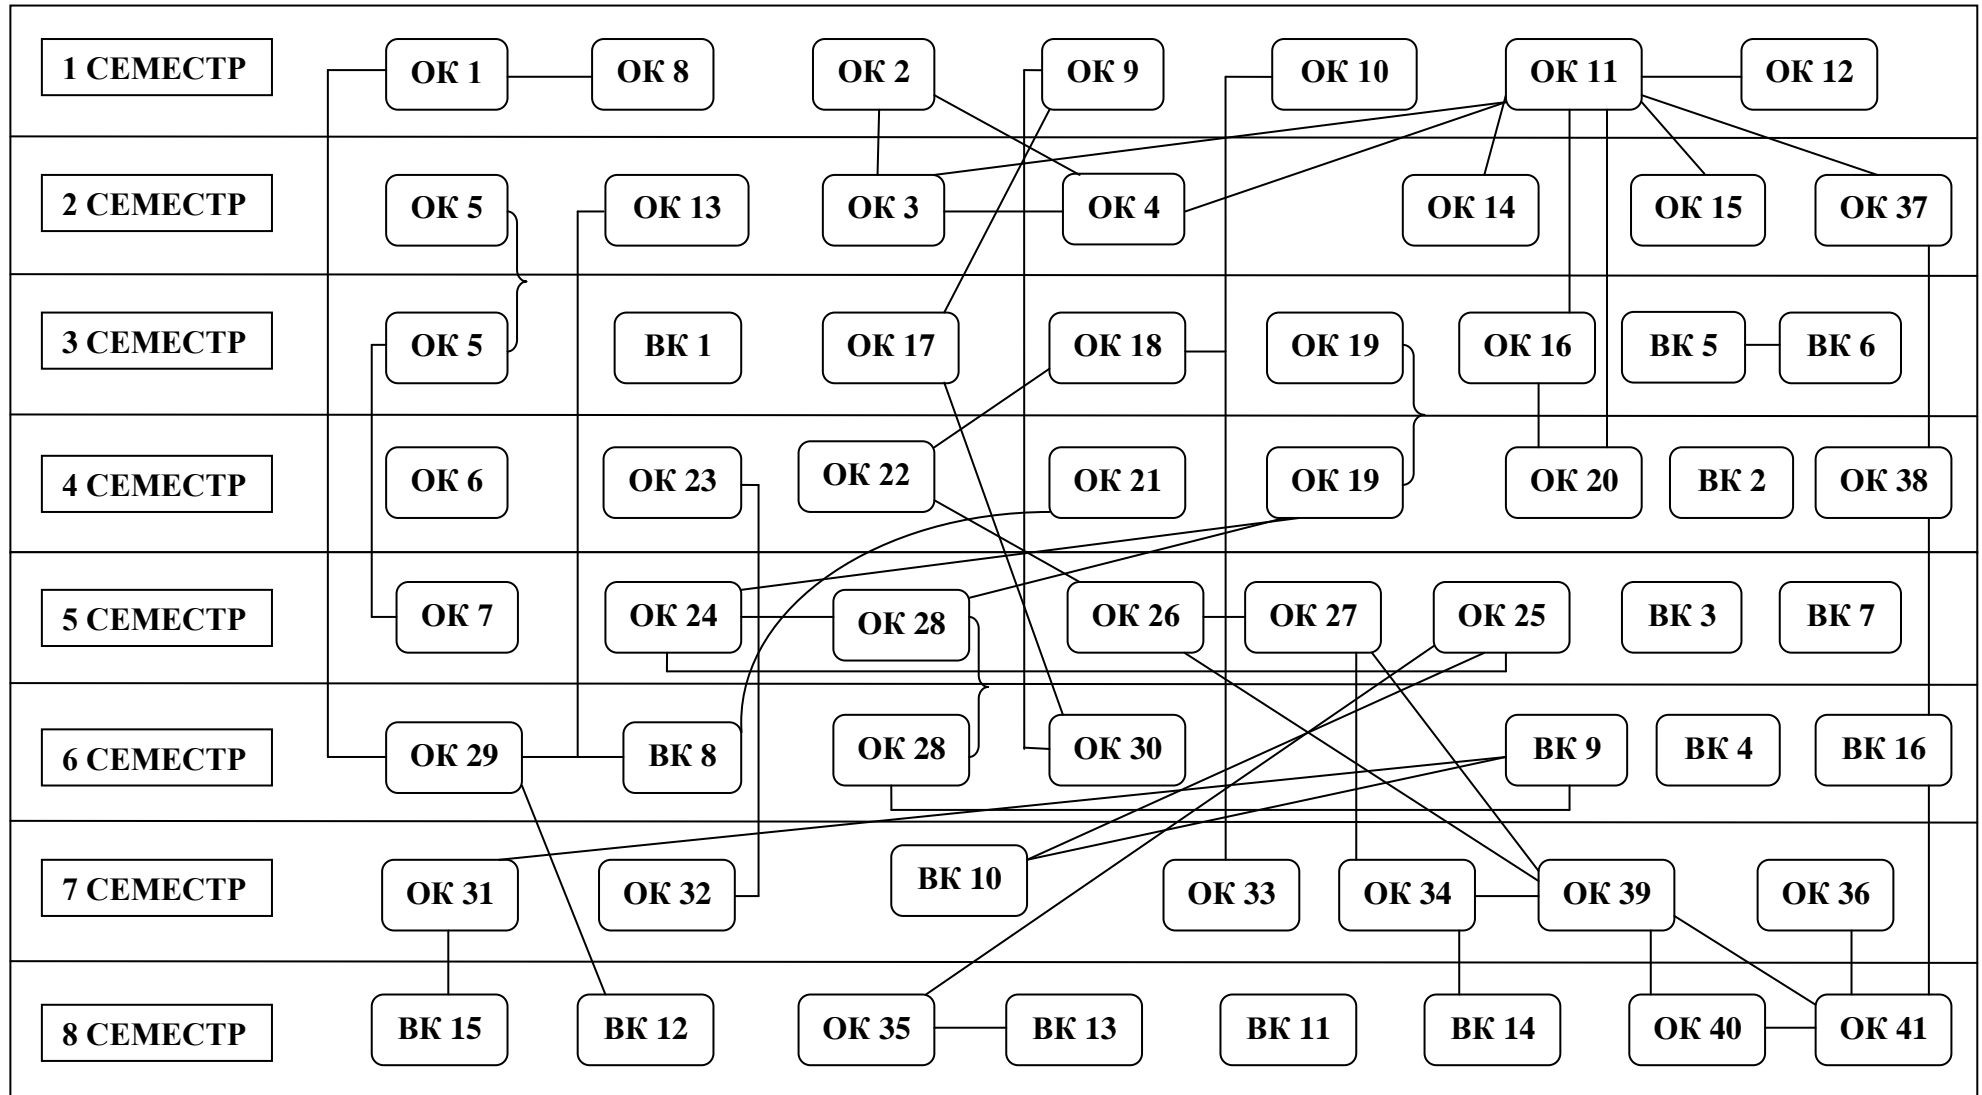 1 СЕМЕСТР ОК 1 ОК 8 ОК 2 ОК 9 ОК 10 ОК 11 ОК 12
2 СЕМЕСТР ОК 5 ОК 13 ОК 3 ОК 4 ОК 14 ОК 15 ОК 37
3 СЕМЕСТР ОК 5 ВК 1 ОК 17 ОК 18 ОК 19 ОК 16 ВК 5 ВК 6
4 СЕМЕСТР ОК 6 ОК 23 ОК 22 ОК 21 ОК 19 ОК 20 ВК 2 ОК 38
5 СЕМЕСТР ОК 7 ОК 24 ОК 28 ОК 26 ОК 27 ОК 25 ВК 3 ВК 7
6 СЕМЕСТР ОК 29 ВК 8 ОК 28 ОК 30 ВК 9 ВК 4 ВК 16
7 СЕМЕСТР ОК 31 ОК 32 ВК 10 ОК 33 ОК 34 ОК 39 ОК 36
8 СЕМЕСТР ВК 15 ВК 12 ОК 35 ВК 13 ВК 11 ВК 14 ОК 40 ОК 41